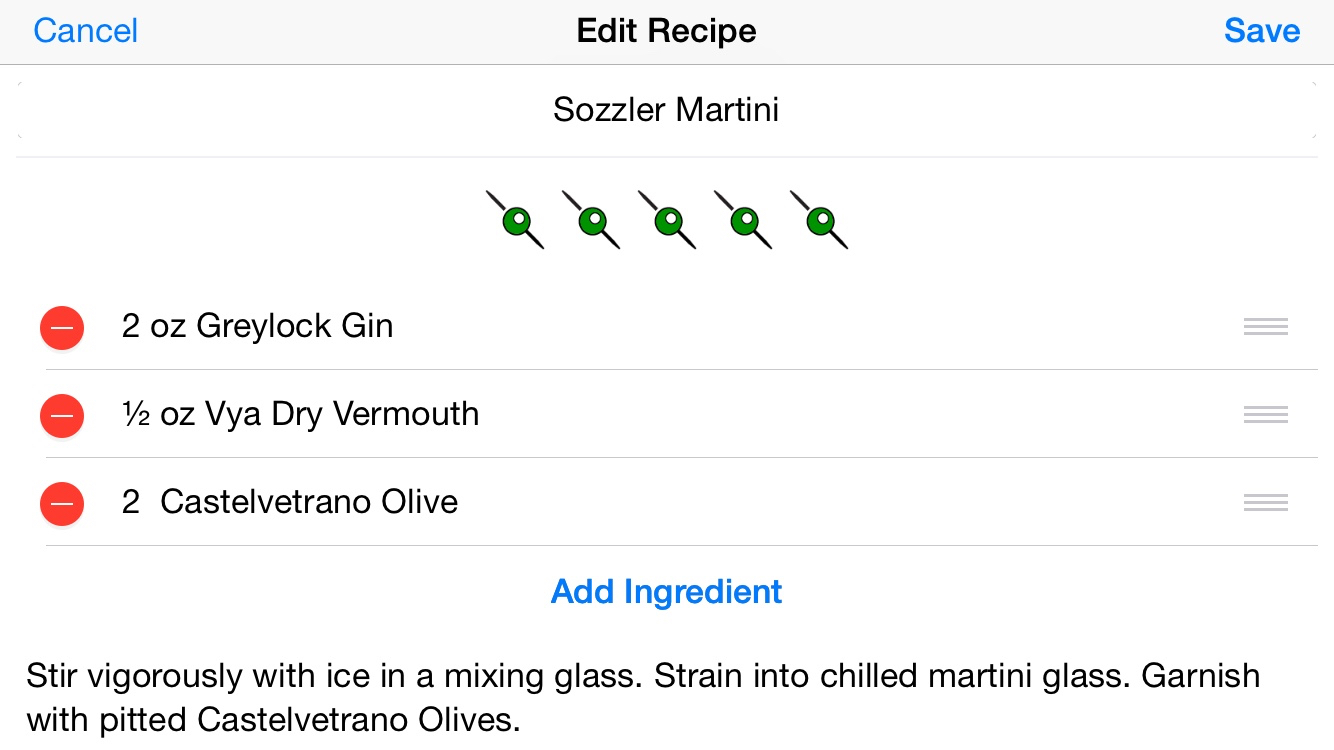 Cancel Edit Recipe Save
Sozzler Martini
2 oz Greylock Gin
½ oz Vya Dry Vermouth
2 Castelvetrano Olive
Add Ingredient
Stir vigorously with ice in a mixing glass. Strain into chilled martini glass. Garnish
with pitted Castelvetrano Olives.